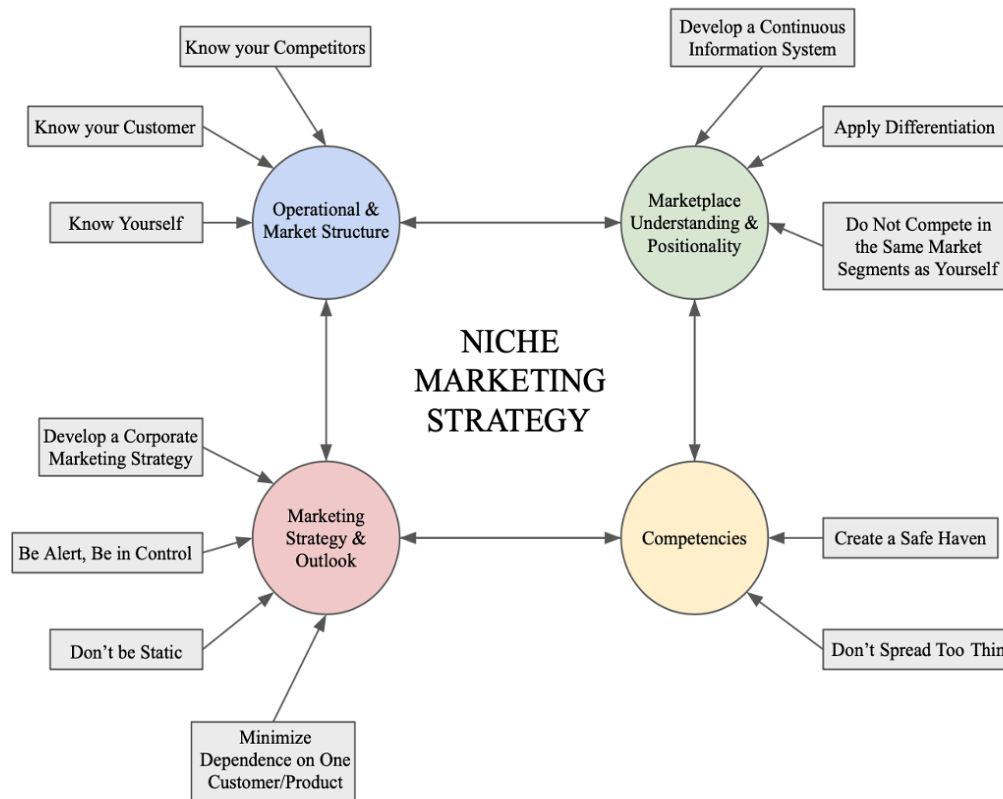 Know your Competitors
Develop a Continuous
Information System
Know your Customer
Apply Differentiation
Know Yourself
Operational &
Market Structure
Marketplace
Understanding &
Positionality
Do Not Compete in
the Same Market
Segments as Yourself
NICHE
MARKETING
STRATEGY
Develop a Corporate
Marketing Strategy
Be Alert, Be in Control
Don’t be Static
Minimize
Dependence on One
Customer/Product
Marketing
Strategy &
Outlook
Competencies
Create a Safe Haven
Don’t Spread Too Thin